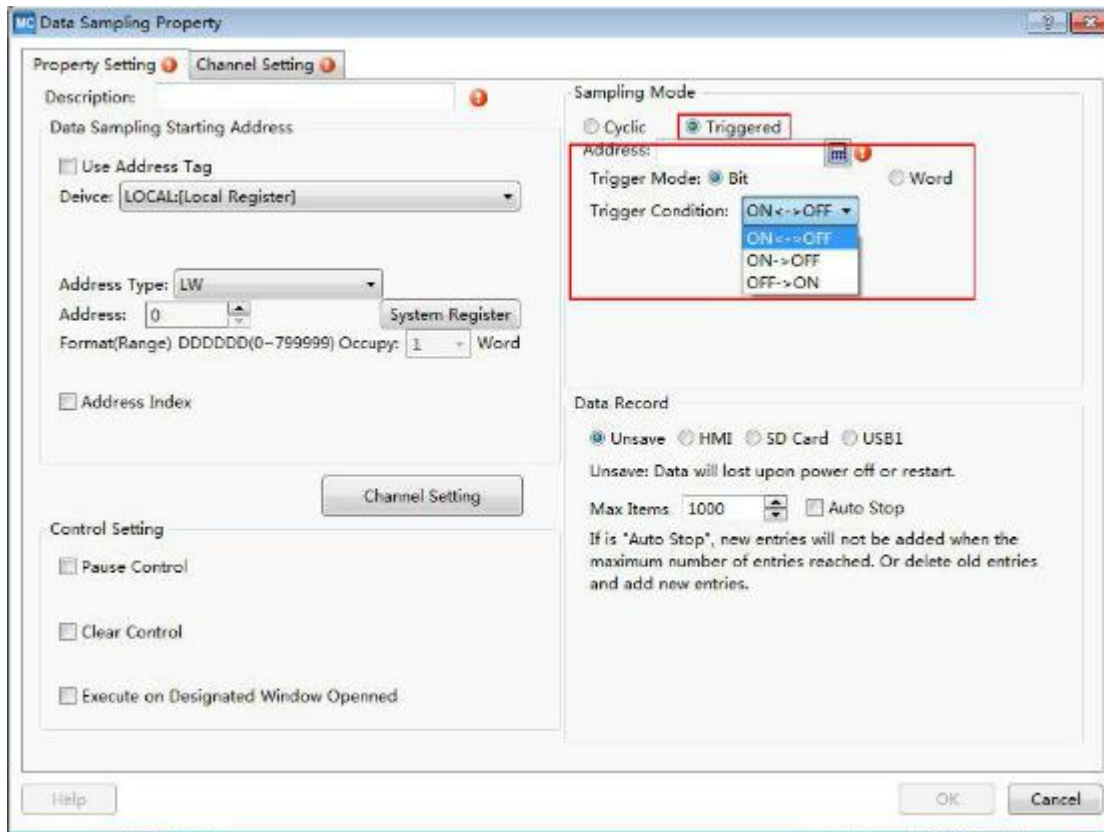 MC Data Sampling Property
Property Setting
Channel Setting
Description:
Data Sampling Starting Address
Use Address Tag
Deivce: LOCAL:[Local Register]
Address Type: LW
Address: 0
System Register
Format(Range) DDDDDD(0~799999) Occupy: 1 Word
Address Index
Channel Setting
Control Setting
Pause Control
Clear Control
Execute on Designated Window Openned
Sampling Mode
Cyclic
Triggered
Address:
Trigger Mode: Bit
Word
Trigger Condition: ON<->OFF
ON<->OFF
ON->OFF
OFF->ON
Data Record
Unsave HMI SD Card USB1
Unsave: Data will lost upon power off or restart.
Max Items 1000 Auto Stop
If is "Auto Stop", new entries will not be added when the
maximum number of entries reached. Or delete old entries
and add new entries.
Help
OK
Cancel